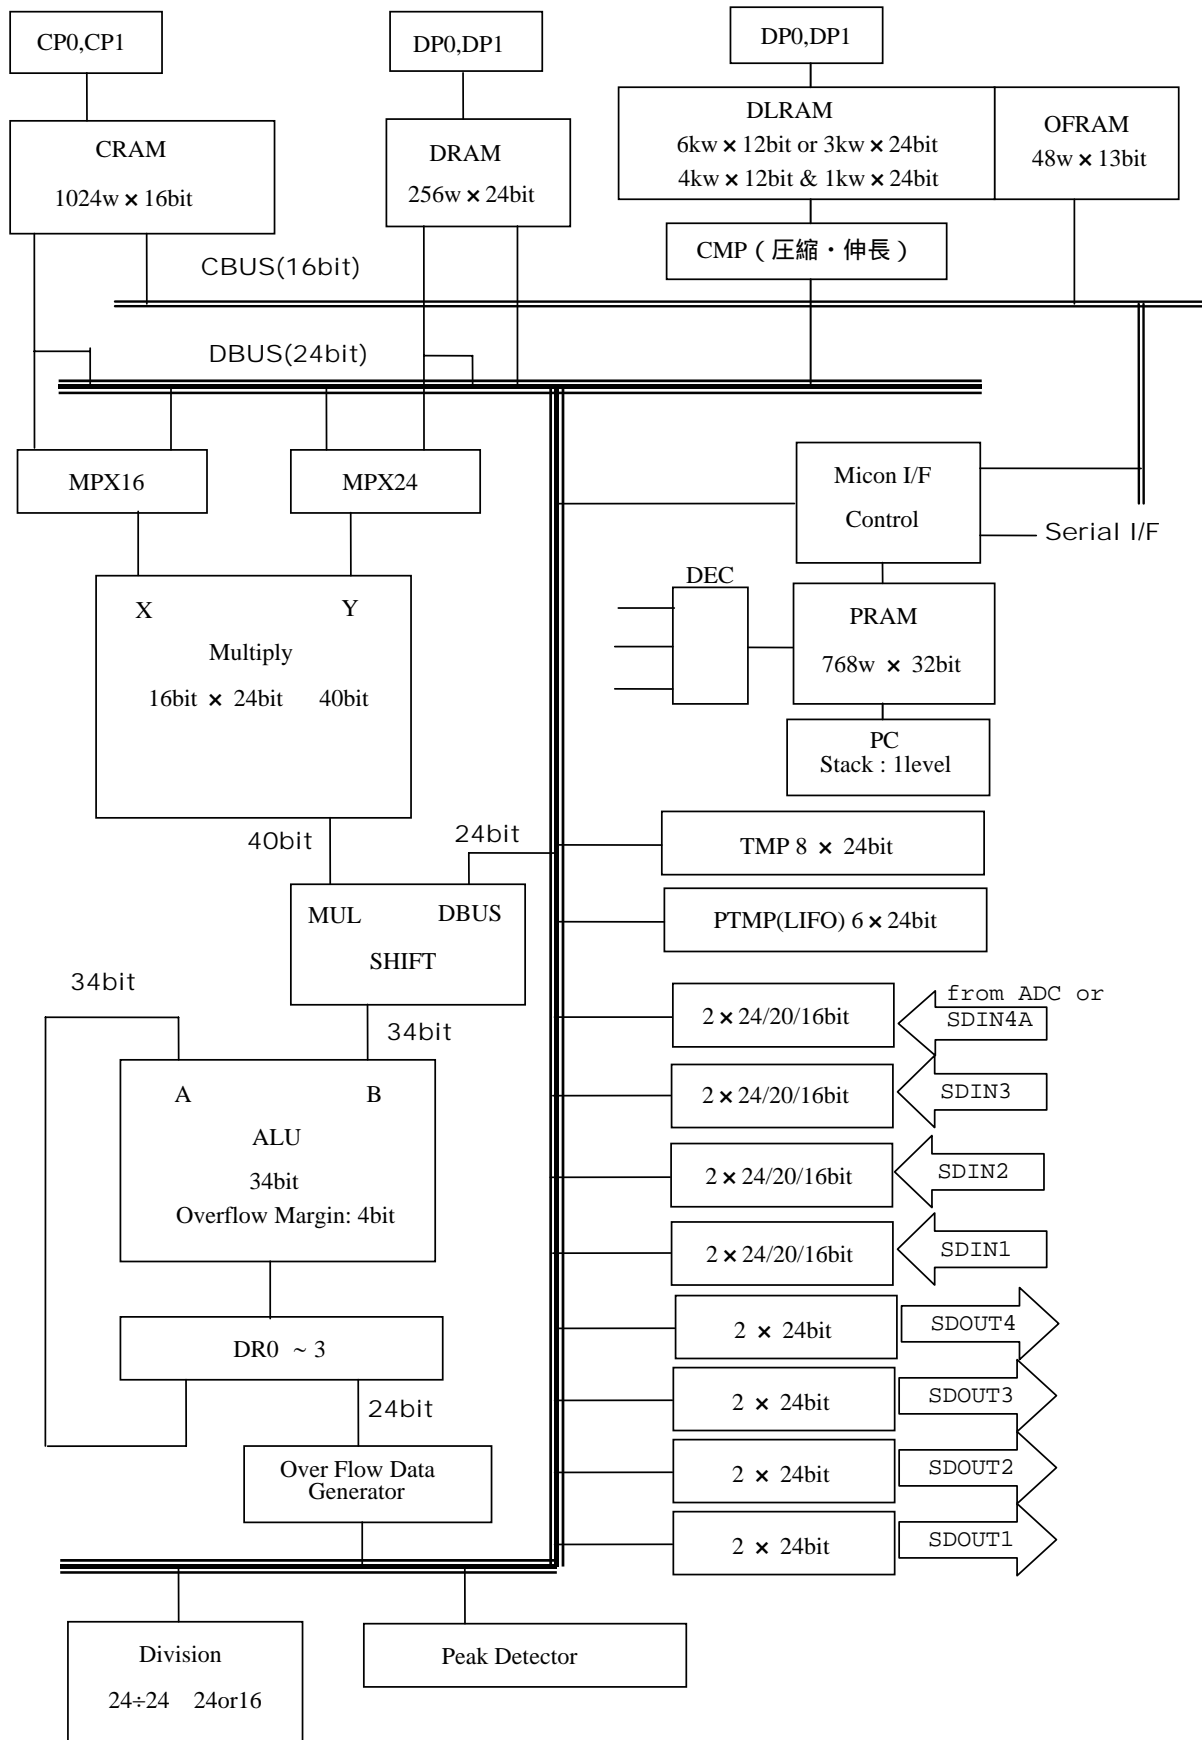 CP0,CP1
DP0,DP1
DP0,DP1
CRAM
1024w × 16bit
DRAM
256w × 24bit
DLRAM
6kw × 12bit or 3kw × 24bit
4kw × 12bit & 1kw × 24bit
OFRAM
48w × 13bit
CMP ( 圧縮・伸長 )
CBUS(16bit)
DBUS(24bit)
MPX16
MPX24
Micon I/F
Control
Serial I/F
DEC
PRAM
768w × 32bit
PC
Stack : 1level
X
Y
Multiply
16bit × 24bit 40bit
40bit
24bit
TMP 8 × 24bit
MUL
DBUS
SHIFT
PTMP(LIFO) 6 × 24bit
34bit
34bit
2 × 24/20/16bit
from ADC or
SDIN4A
A
B
ALU
34bit
Overflow Margin: 4bit
2 × 24/20/16bit
SDIN3
2 × 24/20/16bit
SDIN2
2 × 24/20/16bit
SDIN1
DR0 ~ 3
2 × 24bit
SDOUT4
24bit
2 × 24bit
SDOUT3
Over Flow Data
Generator
2 × 24bit
SDOUT2
2 × 24bit
SDOUT1
Division
24÷24 24or16
Peak Detector